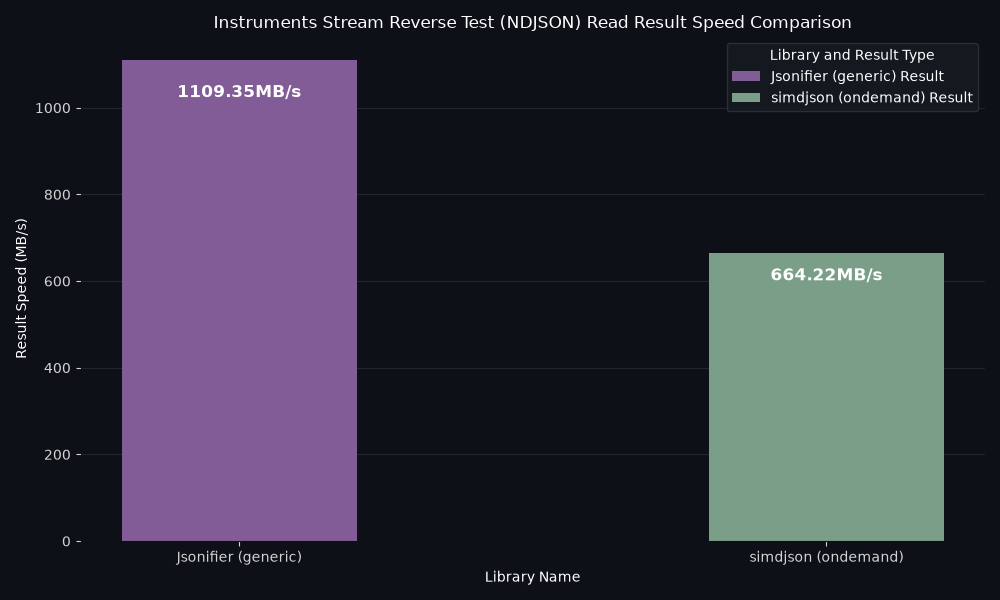 Instruments Stream Reverse Test (NDJSON) Read Result Speed Comparison
Library and Result Type
Jsonifier (generic) Result
simdjson (ondemand) Result
1109.35MB/s
664.22MB/s
1000
800
600
400
200
0
Result Speed (MB/s)
Jsonifier (generic)
simdjson (ondemand)
Library Name